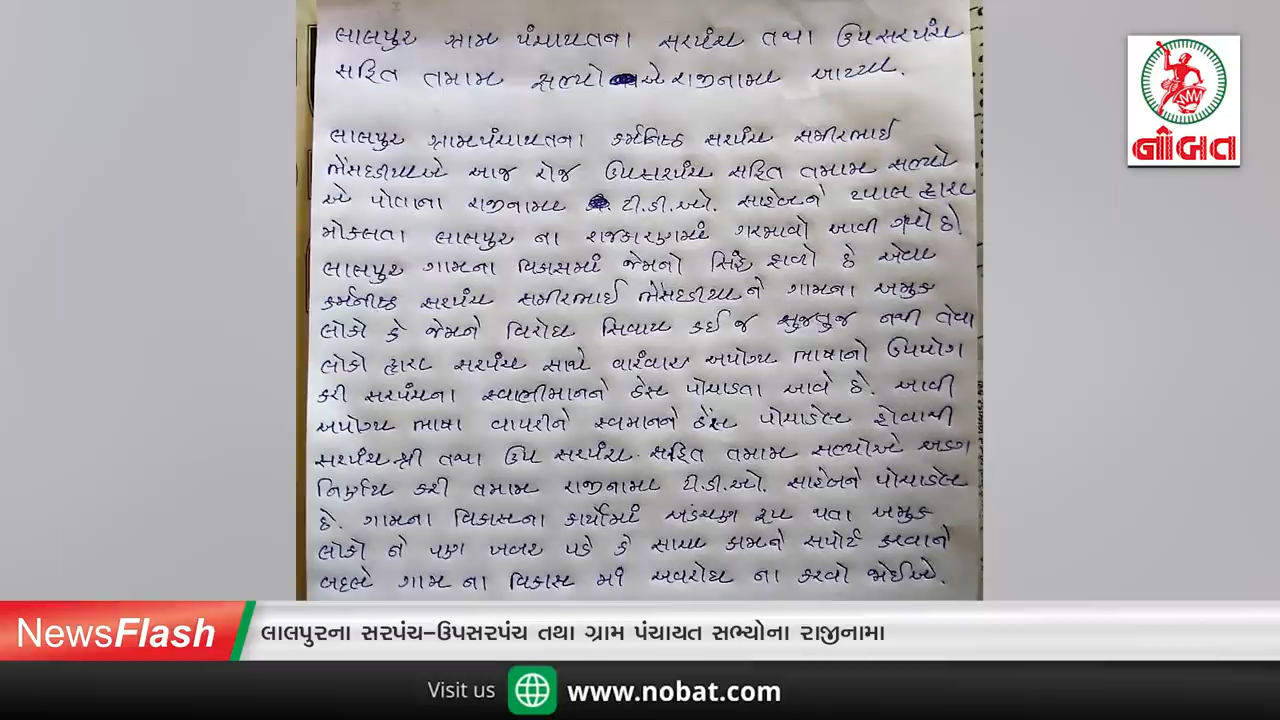 લાલપુર ગ્રામ પંચાયતના સરપંચ તથા ઉપસરપંચ
સહિત તમામ સભ્યો એ રાજીનામા આપ્યા.
લાલપુર ગ્રામપંચાયતના કર્મનિષ્ઠ સરપંચ સમીરભાઈ
ભેંસદડીયાએ આજ રોજ ઉપસરપંચ સહિત તમામ સભ્યો
એ પોતાના રાજીનામા ટી.ડી.ઓ. સાહેબને ટપાલ દ્વારા
મોકલતા લાલપુર ના રાજકારણમાં ગરમાવો આવી ગયો છે.
લાલપુર ગામના વિકાસમાં જેમનો સિંહ ફાળો છે એવા
કર્મનીષ્ઠ સરપંચ સમીરભાઈ ભેંસદડીયાને ગામના અમુક
લોકો કે જેમને વિરોધ સિવાય કઈ જ સુજતુજ નથી તેવા
લોકો દ્વારા સરપંચ સાથે વારંવાર અયોગ્ય ભાષાનો ઉપયોગ
કરી સરપંચના સ્વાભીમાનને ઠેસ પોચાડતા આવે છે. આવી
અયોગ્ય ભાષા વાપરીને સ્વમાનને ઠેંસ પોચાડેલ હોવાથી
સરપંચ શ્રી તથા ઉપ સરપંચ સહિત તમામ સભ્યોએ અડગ
નિર્ણય કરી તમામ રાજીનામા ટી.ડી.ઓ. સાહેબને પોચાડેલ
છે. ગામના વિકાસના કાર્યોમાં અડચણ રૂપ થતા અમુક
લોકો ને પણ ખબર પડે કે સારા કામને સપોર્ટ કરવાને
બદલે ગામ ના વિકાસ માં અવરોધ ના કરવો જોઈએ.
નોબત
NewsFlash
લાલપુરના સરપંચ-ઉપસરપંચ તથા ગ્રામ પંચાયત સભ્યોના રાજીનામા
Visit us www.nobat.com